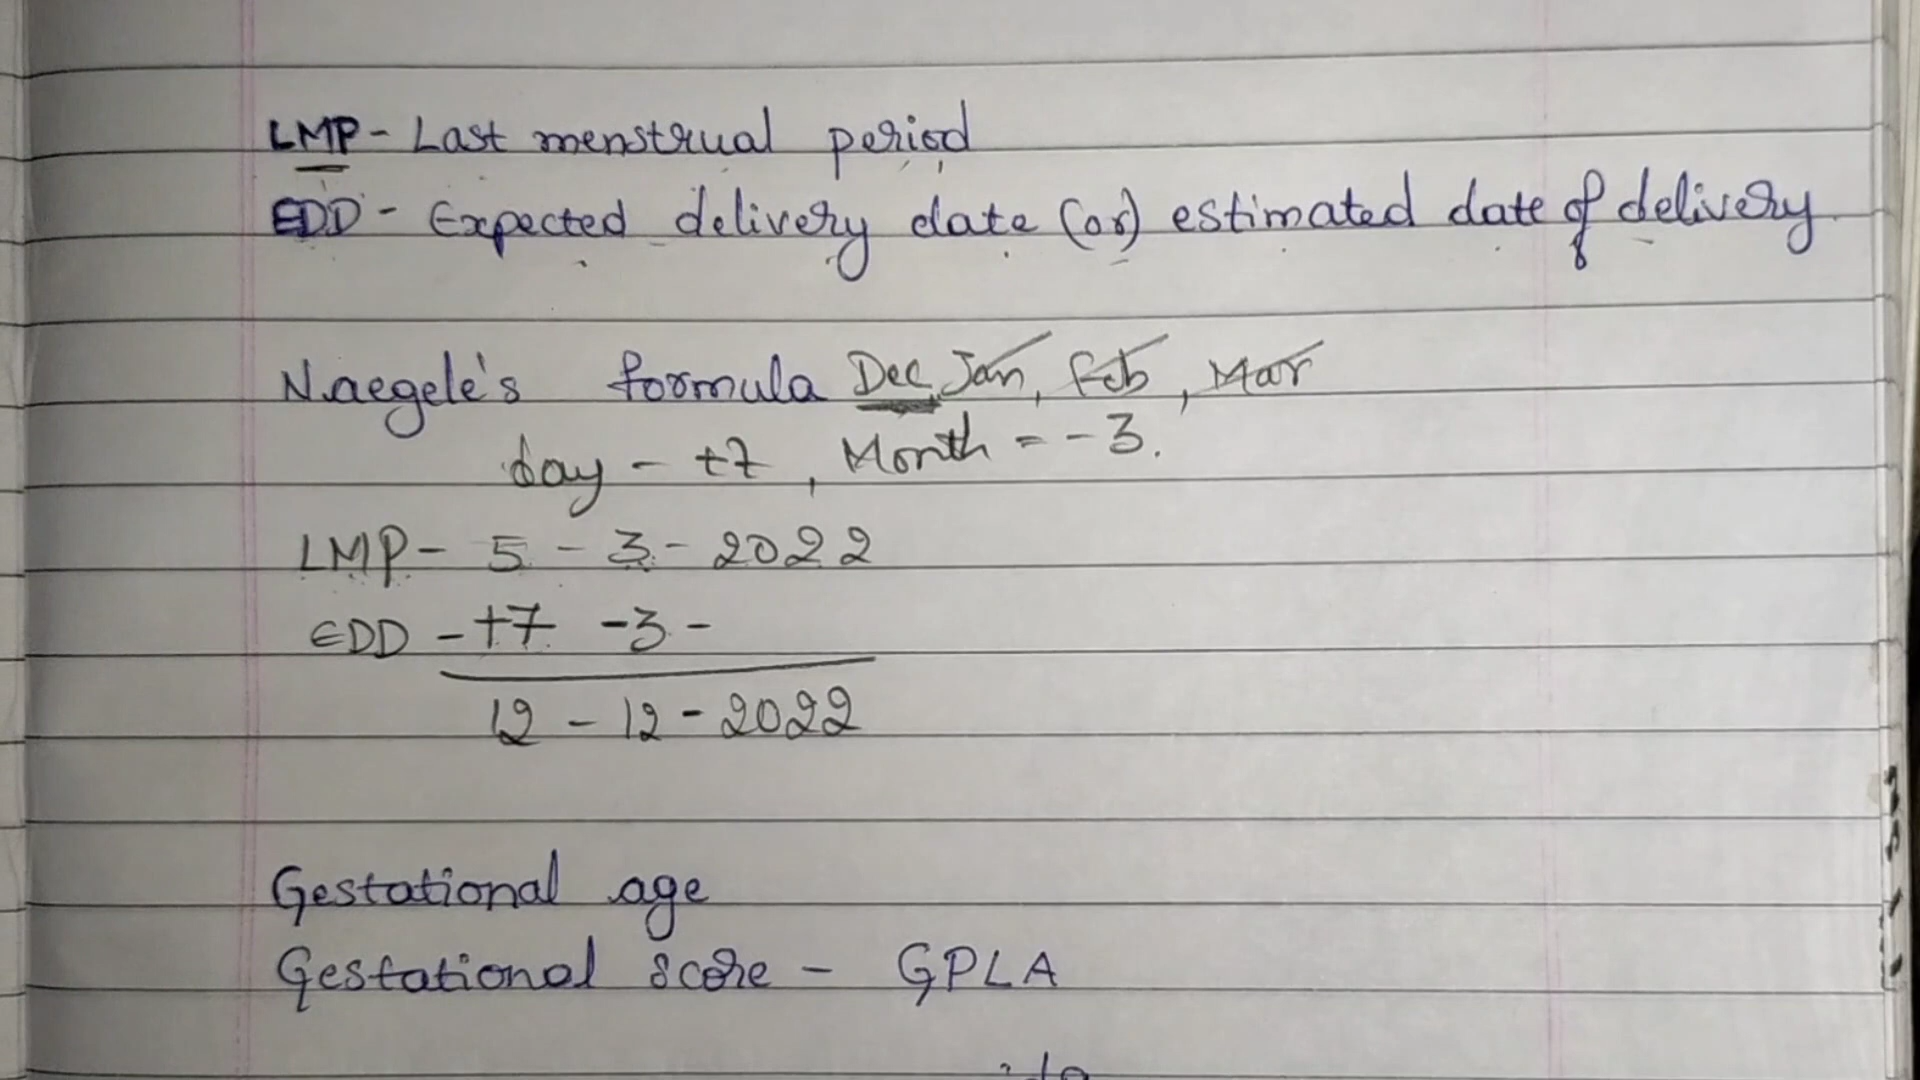 LMP - Last menstrual period
EDD - Expected delivery date (or) estimated date of delivery
Naegele's formula Dec, Jan, Feb, Mar
day - +7, Month = -3.
LMP - 5 - 3 - 2022
EDD - +7 -3 -
12 - 12 - 2022
Gestational age
Gestational score - GPLA